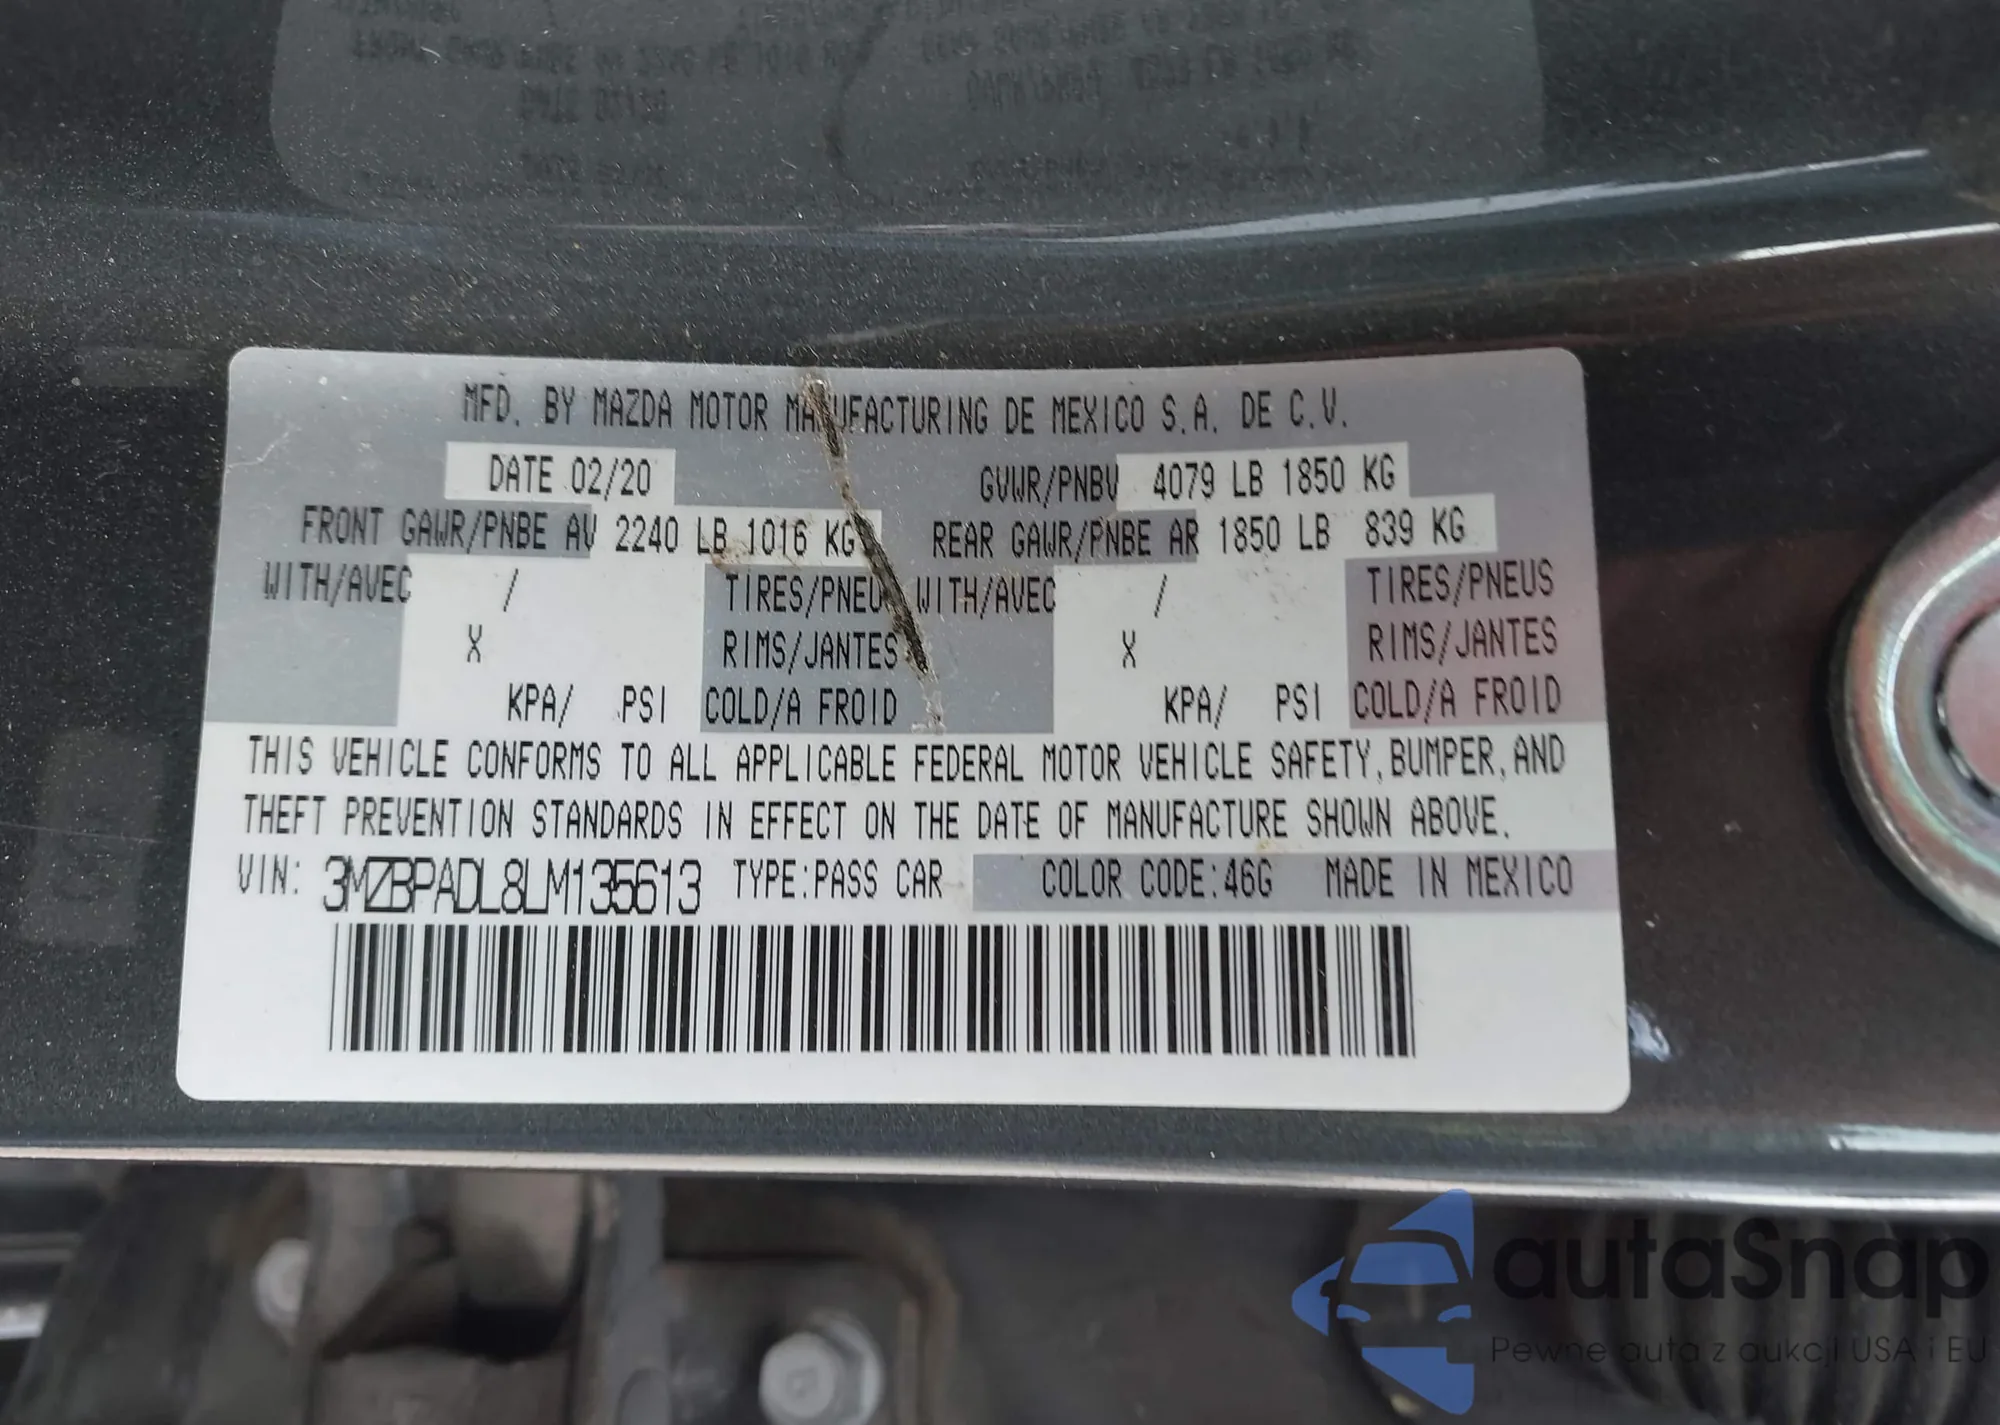 MFD. BY MAZDA MOTOR MANUFACTURING DE MEXICO S.A. DE C.V.
DATE 02/20 GVWR/PNBV 4079 LB 1850 KG
FRONT GAWR/PNBE AV 2240 LB 1016 KG REAR GAWR/PNBE AR 1850 LB 839 KG
WITH/AVEC / TIRES/PNEUS WITH/AVEC / TIRES/PNEUS
X RIMS/JANTES X RIMS/JANTES
KPA/ PSI COLD/A FROID KPA/ PSI COLD/A FROID
THIS VEHICLE CONFORMS TO ALL APPLICABLE FEDERAL MOTOR VEHICLE SAFETY, BUMPER, AND
THEFT PREVENTION STANDARDS IN EFFECT ON THE DATE OF MANUFACTURE SHOWN ABOVE.
VIN: 3MZBPADL8LM135613 TYPE:PASS CAR COLOR CODE:46G MADE IN MEXICO
autaSnap
Pewne auta z aukcji USA i EU